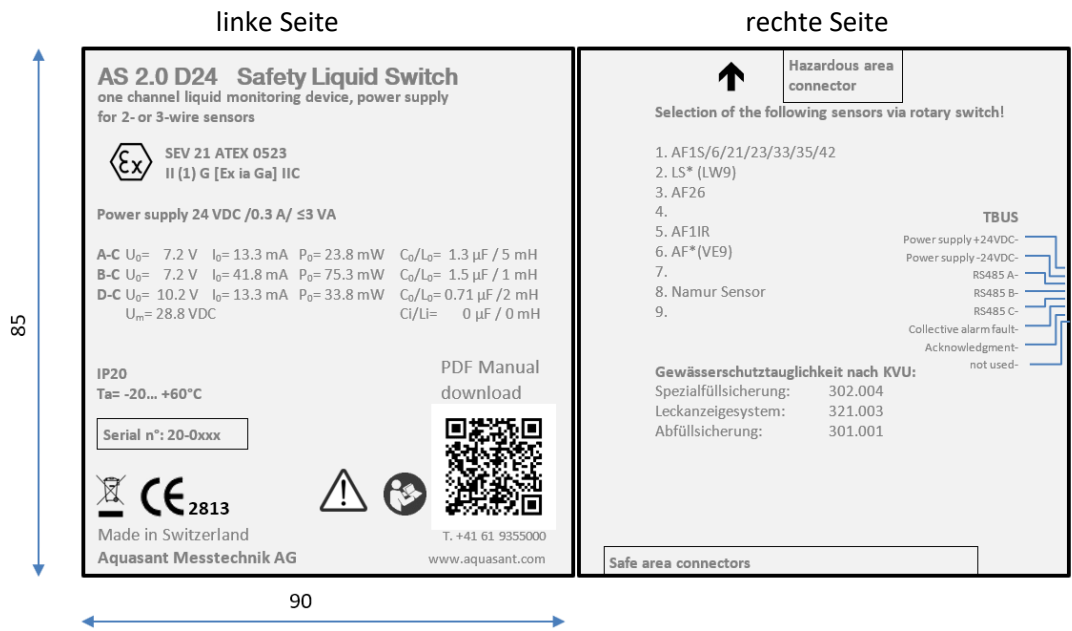 linke Seite
rechte Seite
AS 2.0 D24 Safety Liquid Switch
one channel liquid monitoring device, power supply
for 2- or 3-wire sensors
Ex
SEV 21 ATEX 0523
II (1) G [Ex ia Ga] IIC
Power supply 24 VDC /0.3 A/ ≤3 VA
A-C U₀= 7.2 V I₀= 13.3 mA P₀= 23.8 mW C₀/L₀= 1.3 µF / 5 mH
B-C U₀= 7.2 V I₀= 41.8 mA P₀= 75.3 mW C₀/L₀= 1.5 µF / 1 mH
D-C U₀= 10.2 V I₀= 13.3 mA P₀= 33.8 mW C₀/L₀= 0.71 µF /2 mH
Uₘ= 28.8 VDC Ci/Li= 0 µF / 0 mH
IP20
Ta= -20... +60°C
PDF Manual
download
Serial n°: 20-0xxx
CE 2813
Made in Switzerland
Aquasant Messtechnik AG
T. +41 61 9355000
www.aquasant.com
85
90
Hazardous area
connector
Selection of the following sensors via rotary switch!
1. AF1S/6/21/23/33/35/42
2. LS* (LW9)
3. AF26
4.
5. AF1IR
6. AF*(VE9)
7.
8. Namur Sensor
9.
TBUS
Power supply +24VDC-
Power supply -24VDC-
RS485 A-
RS485 B-
RS485 C-
Collective alarm fault-
Acknowledgment-
not used-
Gewässerschutztauglichkeit nach KVU:
Spezialfüllsicherung: 302.004
Leckanzeigesystem: 321.003
Abfüllsicherung: 301.001
Safe area connectors